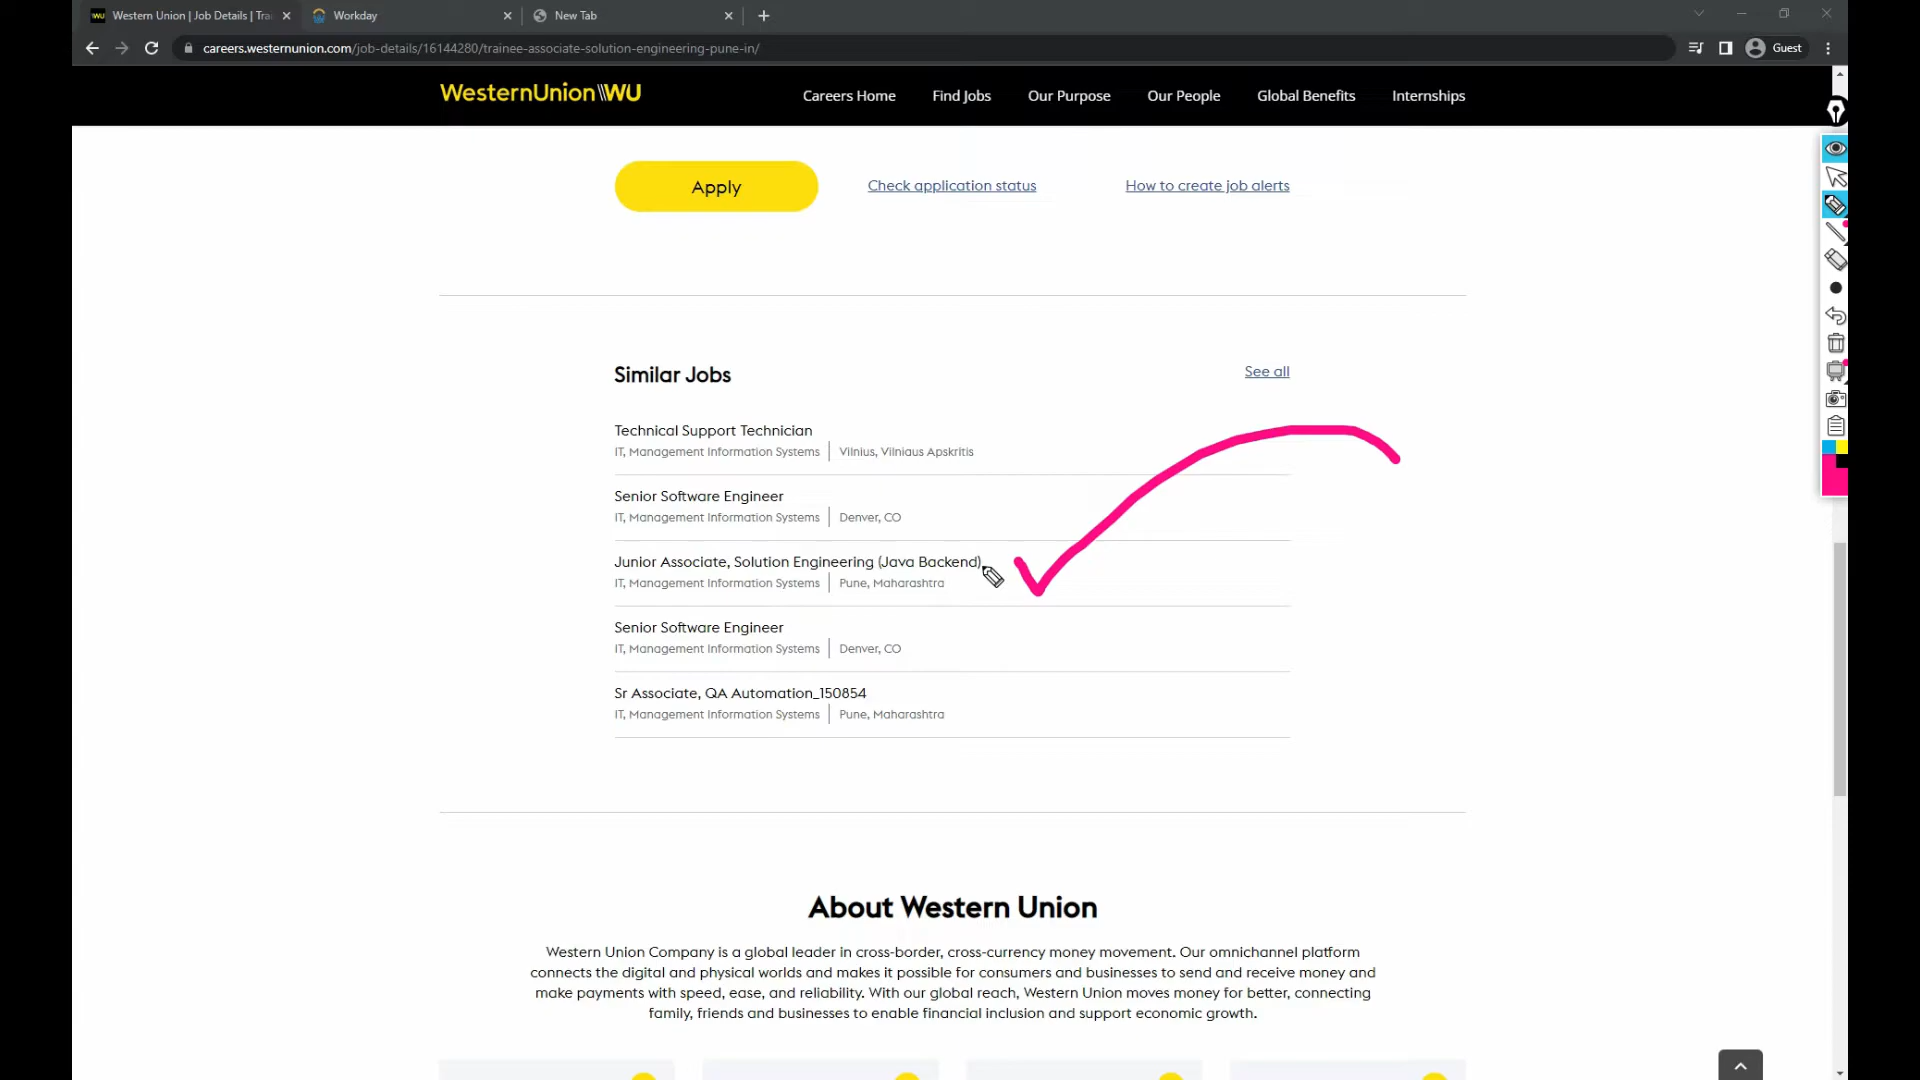 Western Union | Job Details | Trai
Workday
New Tab
careers.westernunion.com/job-details/16144280/trainee-associate-solution-engineering-pune-in/
Guest
WesternUnion WU
Careers Home
Find Jobs
Our Purpose
Our People
Global Benefits
Internships
Apply
Check application status
How to create job alerts
Similar Jobs
See all
Technical Support Technician
IT, Management Information Systems | Vilnius, Vilniaus Apskritis
Senior Software Engineer
IT, Management Information Systems | Denver, CO
Junior Associate, Solution Engineering (Java Backend)
IT, Management Information Systems | Pune, Maharashtra
Senior Software Engineer
IT, Management Information Systems | Denver, CO
Sr Associate, QA Automation_150854
IT, Management Information Systems | Pune, Maharashtra
About Western Union
Western Union Company is a global leader in cross-border, cross-currency money movement. Our omnichannel platform
connects the digital and physical worlds and makes it possible for consumers and businesses to send and receive money and
make payments with speed, ease, and reliability. With our global reach, Western Union moves money for better, connecting
family, friends and businesses to enable financial inclusion and support economic growth.